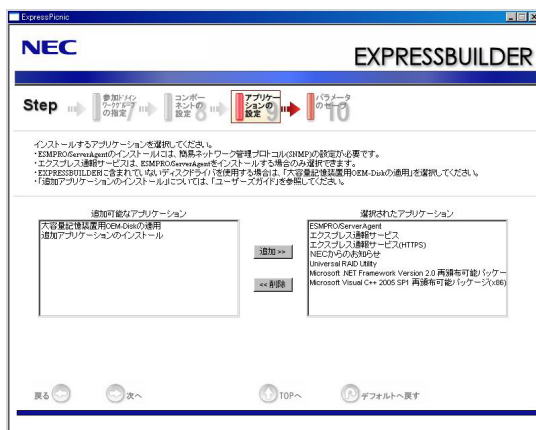 ExpressPicnic
NEC
EXPRESSBUILDER
Step
参加ドメイン
ワークグループ
の指定 7
コンポー
ネントの
設定 8
アプリケー
ションの
設定 9
パラメータ
のセーブ 10
インストールするアプリケーションを選択してください。
・ESMPRO/ServerAgentのインストールには、簡易ネットワーク管理プロトコル(SNMP)の設定が必要です。
・エクスプレス通報サービスは、ESMPRO/ServerAgentをインストールする場合のみ選択できます。
・EXPRESSBUILDERに含まれていないディスクドライバを使用する場合は、「大容量記憶装置用OEM-Diskの適用」を選択してください。
・「追加アプリケーションのインストール」については、「ユーザーズガイド」を参照してください。
追加可能なアプリケーション
大容量記憶装置用OEM-Diskの適用
追加アプリケーションのインストール
追加 >>
<< 削除
選択されたアプリケーション
ESMPRO/ServerAgent
エクスプレス通報サービス
エクスプレス通報サービス(HTTPS)
NECからのお知らせ
Universal RAID Utility
Microsoft .NET Framework Version 2.0 再頒布可能パッケー
Microsoft Visual C++ 2005 SP1 再頒布可能パッケージ(x86)
戻る
次へ
TOPへ
デフォルトへ戻す